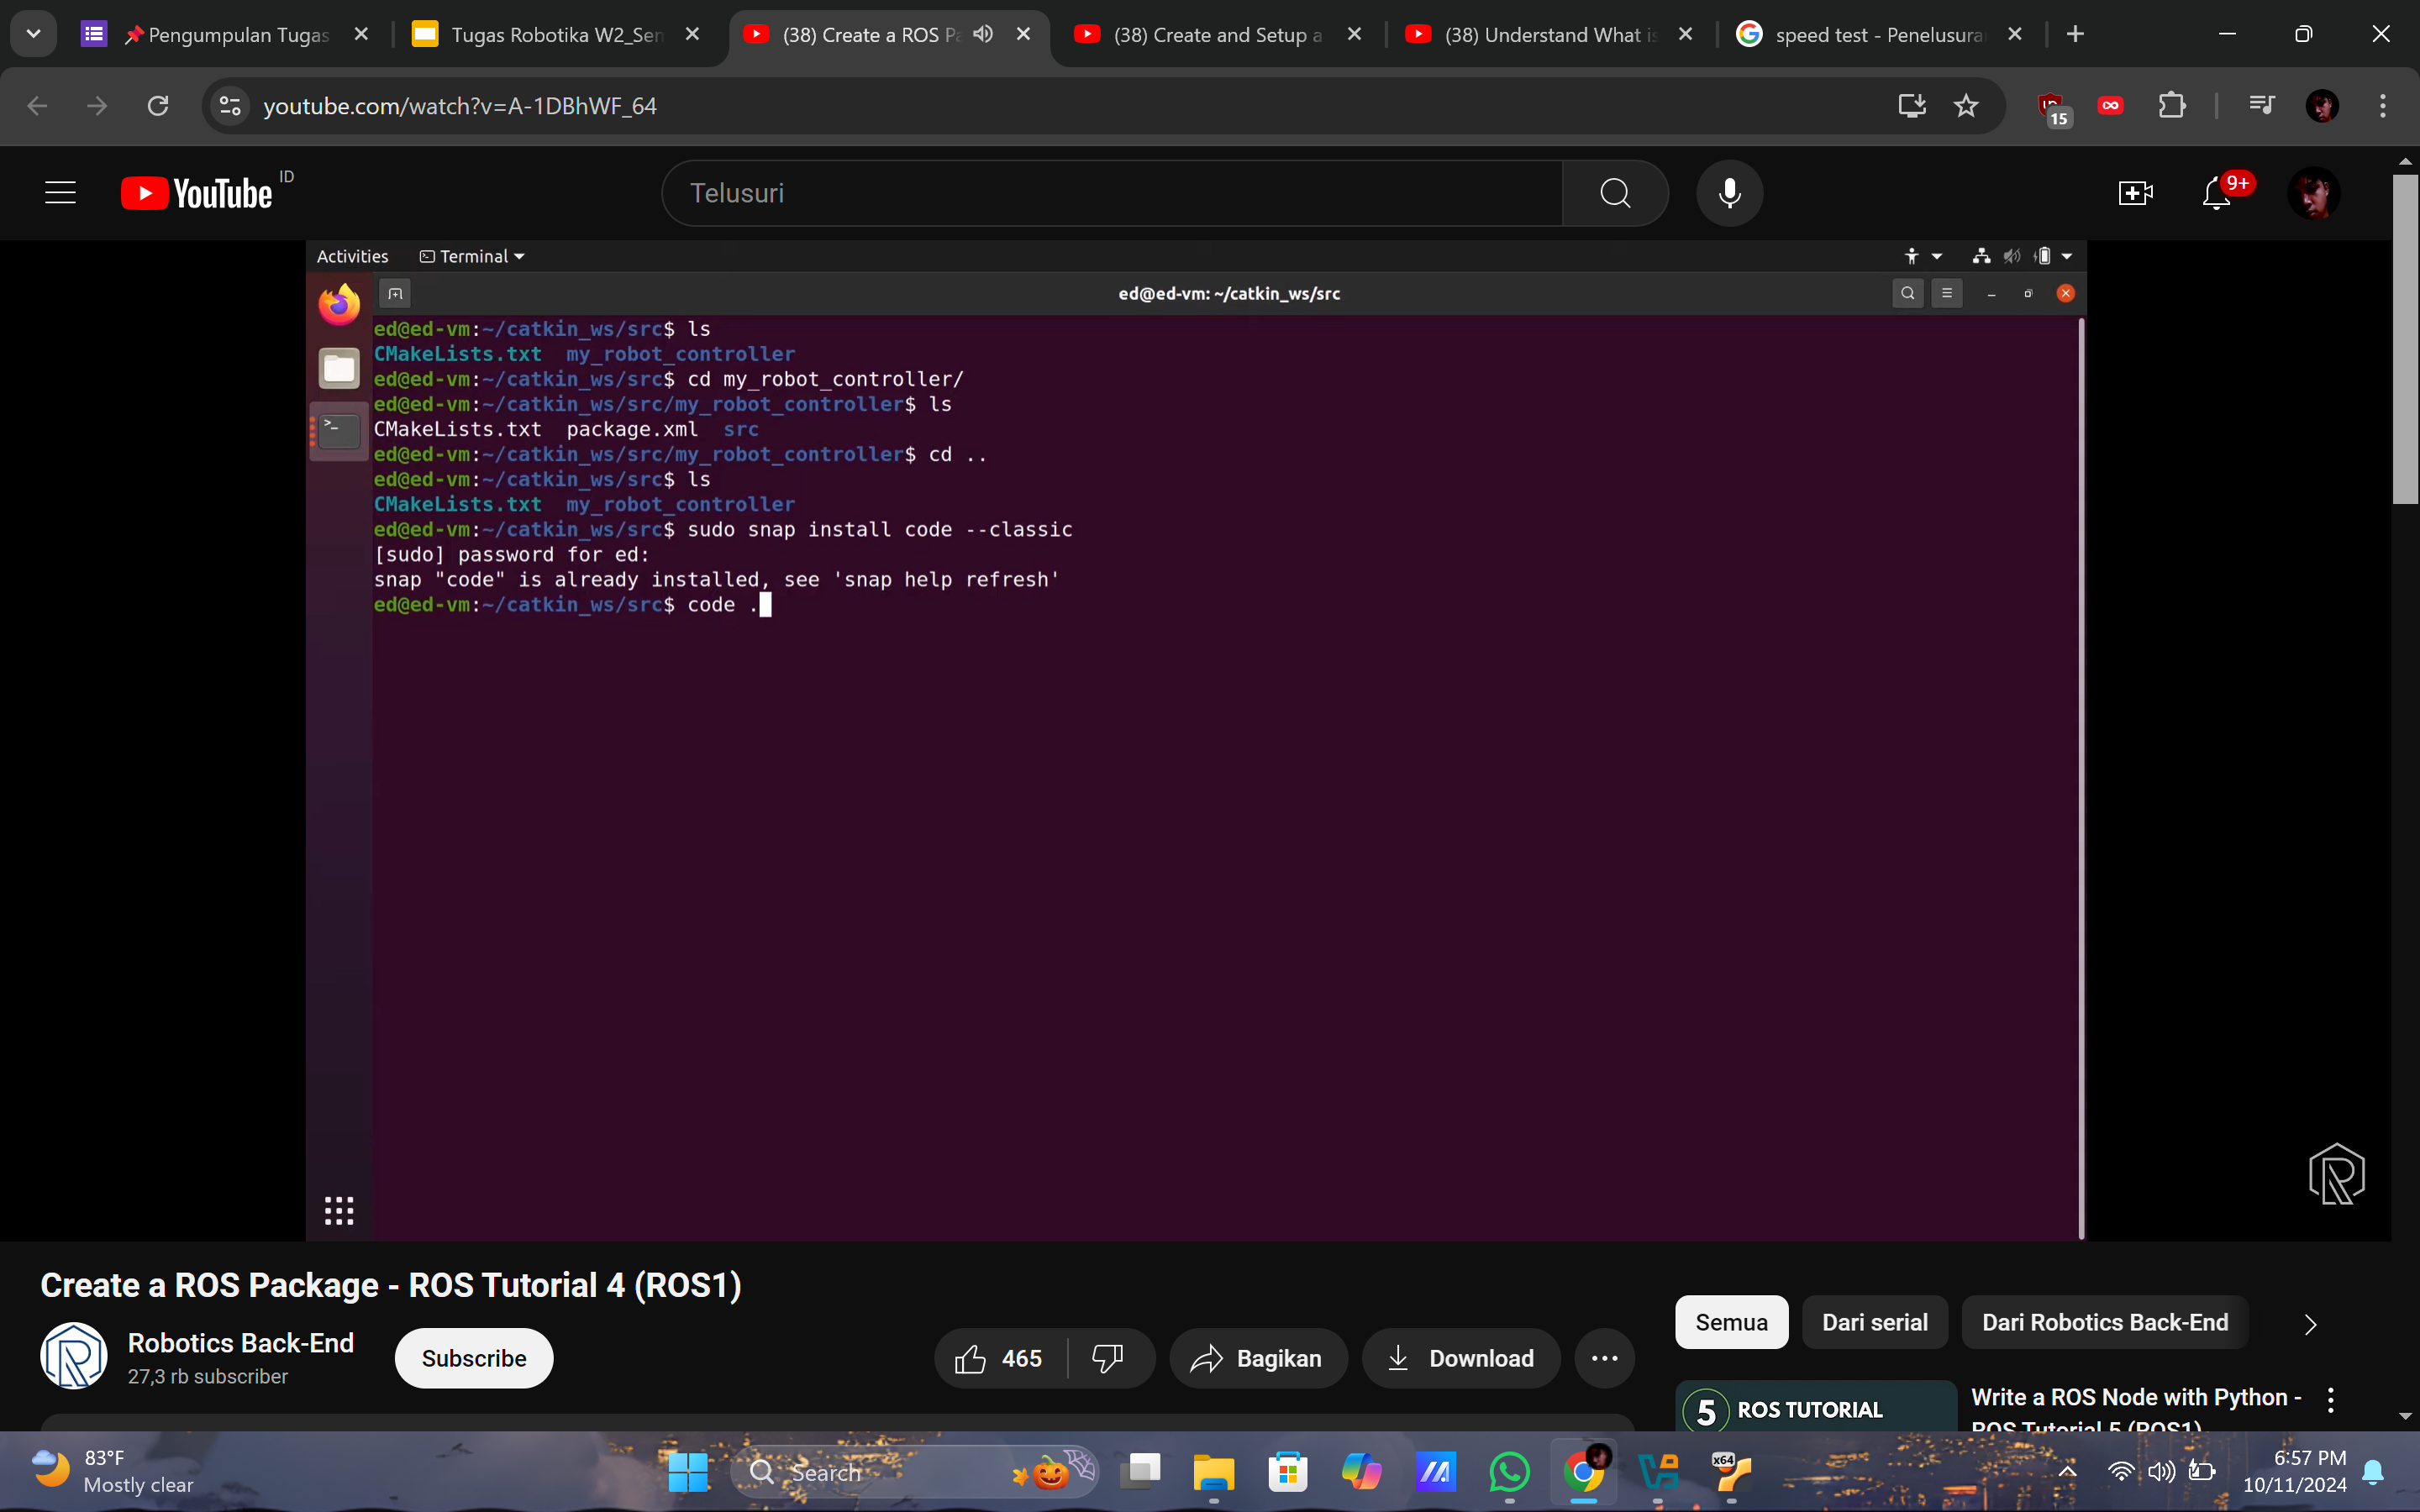 📌Pengumpulan Tugas
Tugas Robotika W2_Sem
(38) Create a ROS Pa
(38) Create and Setup a
(38) Understand What is
speed test - Penelusuran
youtube.com/watch?v=A-1DBhWF_64
15
YouTube ID
Telusuri
9+
Activities
Terminal
ed@ed-vm: ~/catkin_ws/src
ed@ed-vm:~/catkin_ws/src$ ls
CMakeLists.txt my_robot_controller
ed@ed-vm:~/catkin_ws/src$ cd my_robot_controller/
ed@ed-vm:~/catkin_ws/src/my_robot_controller$ ls
CMakeLists.txt package.xml src
ed@ed-vm:~/catkin_ws/src/my_robot_controller$ cd ..
ed@ed-vm:~/catkin_ws/src$ ls
CMakeLists.txt my_robot_controller
ed@ed-vm:~/catkin_ws/src$ sudo snap install code --classic
[sudo] password for ed:
snap "code" is already installed, see 'snap help refresh'
ed@ed-vm:~/catkin_ws/src$ code .
Create a ROS Package - ROS Tutorial 4 (ROS1)
Robotics Back-End
27,3 rb subscriber
Subscribe
465
Bagikan
Download
Semua
Dari serial
Dari Robotics Back-End
5 ROS TUTORIAL
Write a ROS Node with Python -
ROS Tutorial 5 (ROS1)
83°F
Mostly clear
Search
x64
6:57 PM
10/11/2024